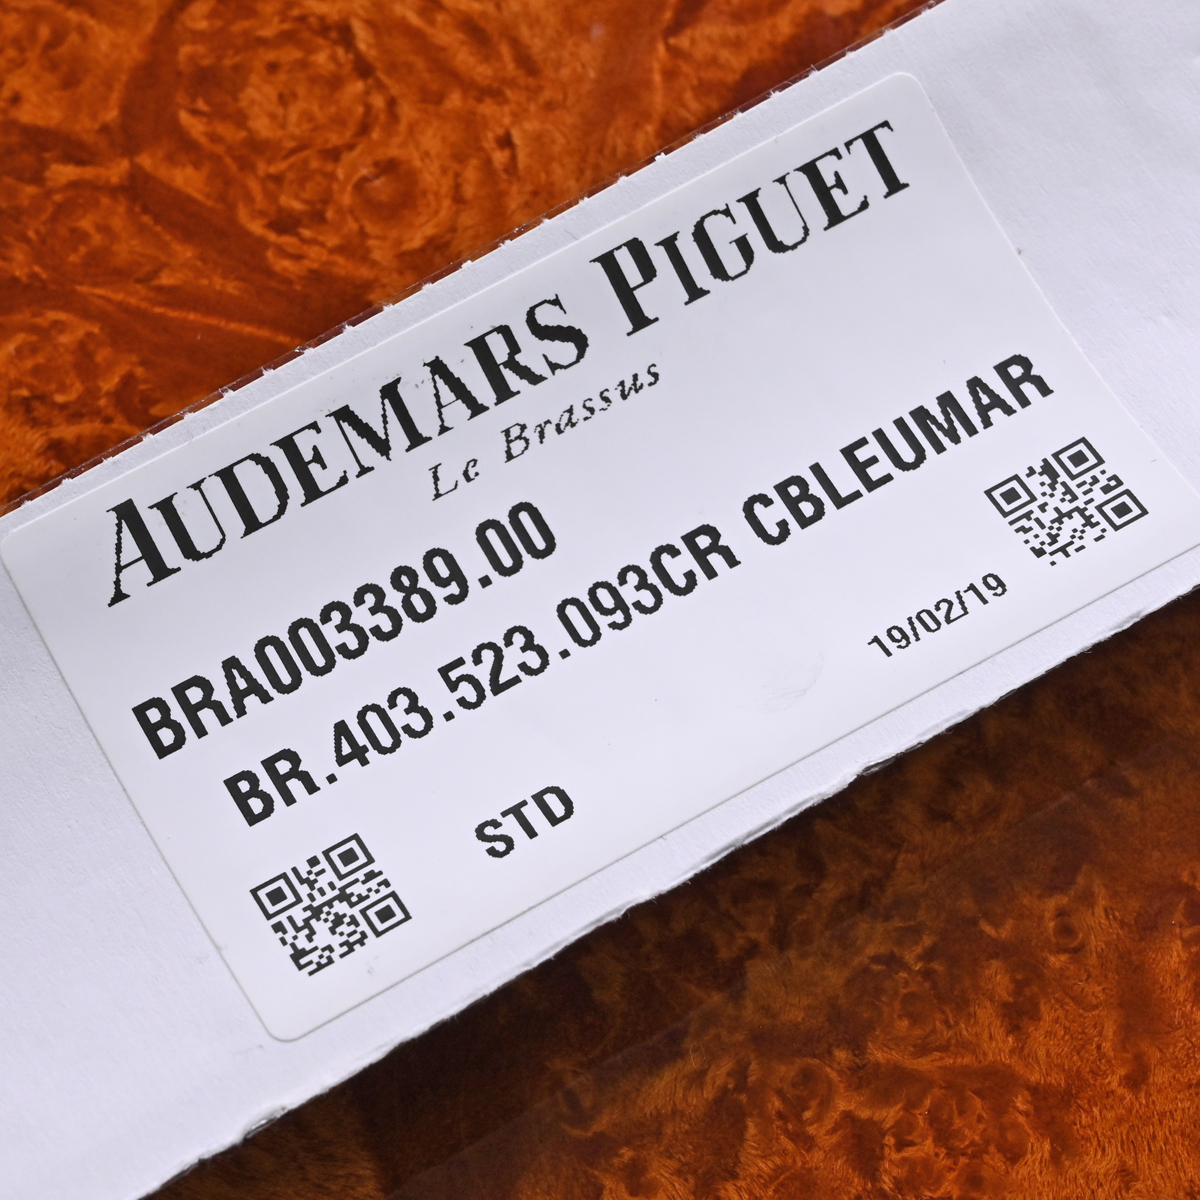 AUDEMARS PIGUET
Le Brassus
BRA003389.00
BR.403.523.093CR CBLEUMAR
STD
19/02/19